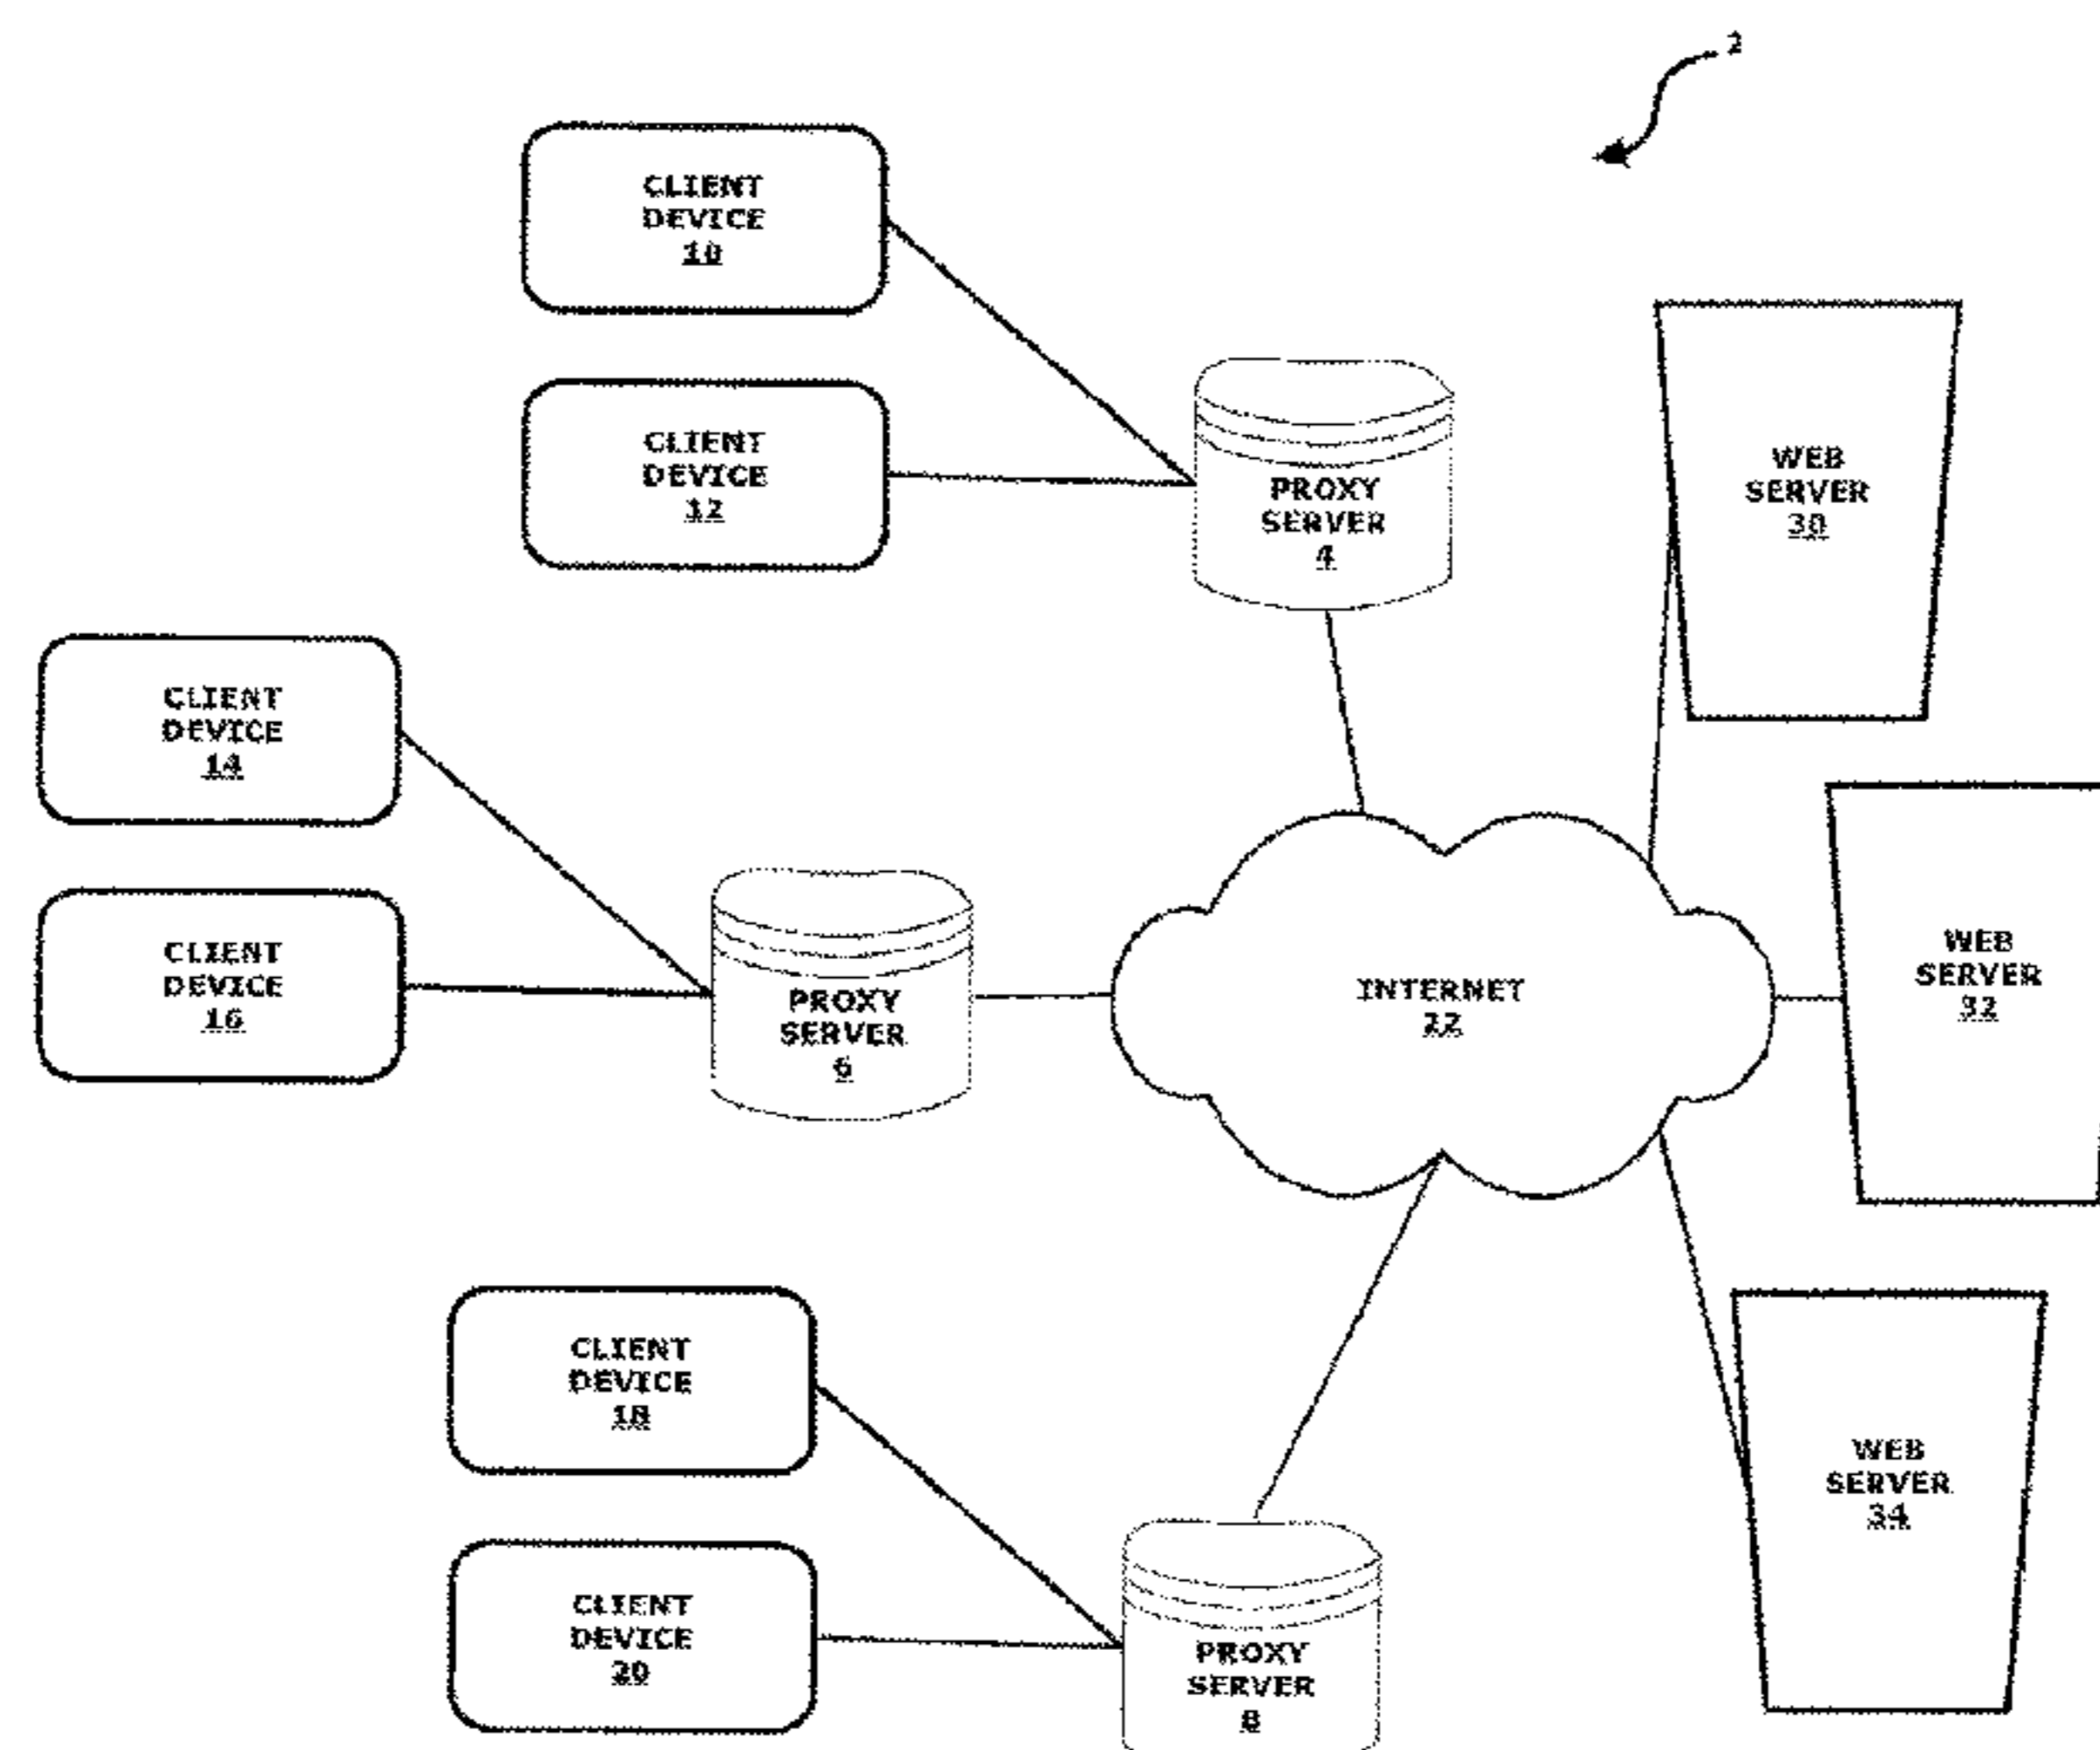 2
CLIENT
DEVICE
10
CLIENT
DEVICE
12
PROXY
SERVER
4
WEB
SERVER
30
CLIENT
DEVICE
14
CLIENT
DEVICE
16
PROXY
SERVER
6
INTERNET
22
WEB
SERVER
32
CLIENT
DEVICE
18
CLIENT
DEVICE
20
PROXY
SERVER
8
WEB
SERVER
34